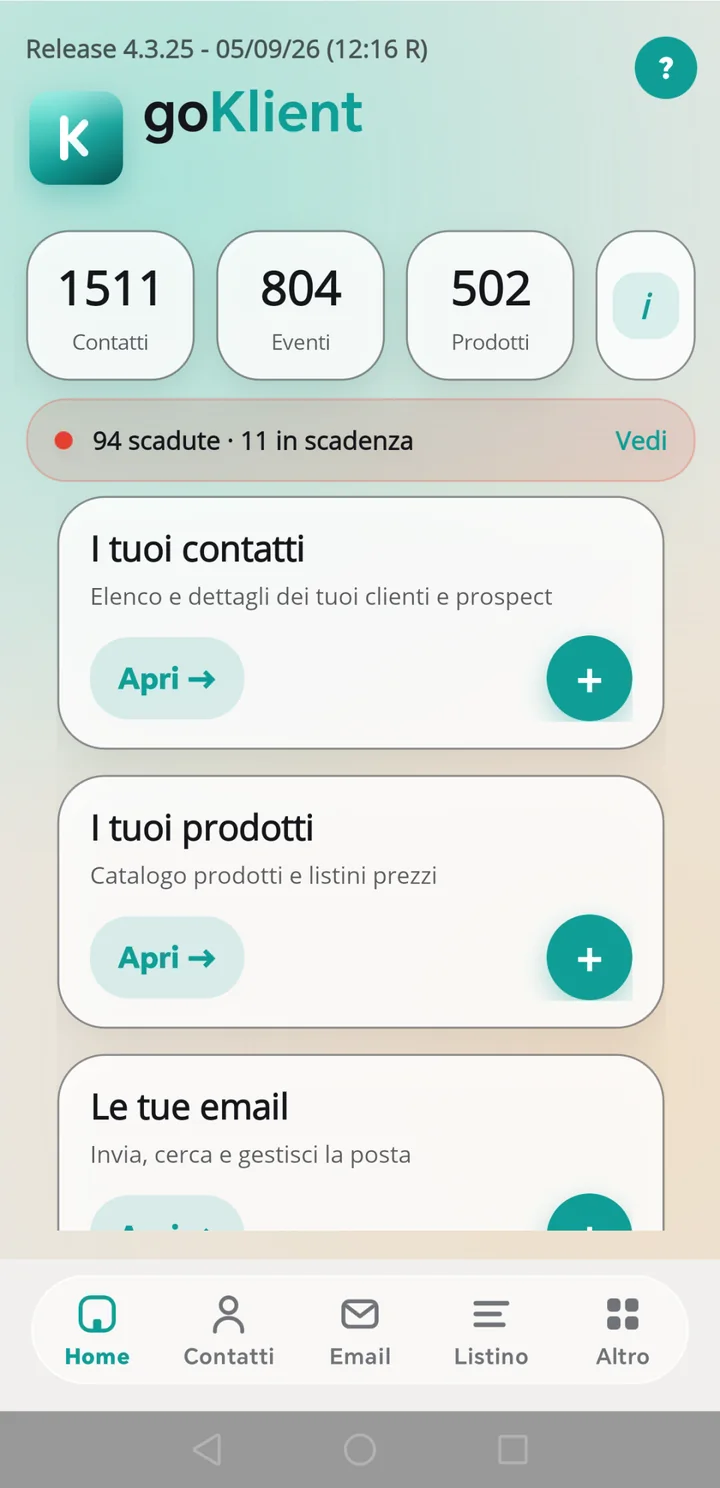 Release 4.3.25 - 05/09/26 (12:16 R)
?
K
goKlient
1511
Contatti
804
Eventi
502
Prodotti
i
94 scadute · 11 in scadenza
Vedi
I tuoi contatti
Elenco e dettagli dei tuoi clienti e prospect
Apri →
+
I tuoi prodotti
Catalogo prodotti e listini prezzi
Apri →
+
Le tue email
Invia, cerca e gestisci la posta
Home
Contatti
Email
Listino
Altro